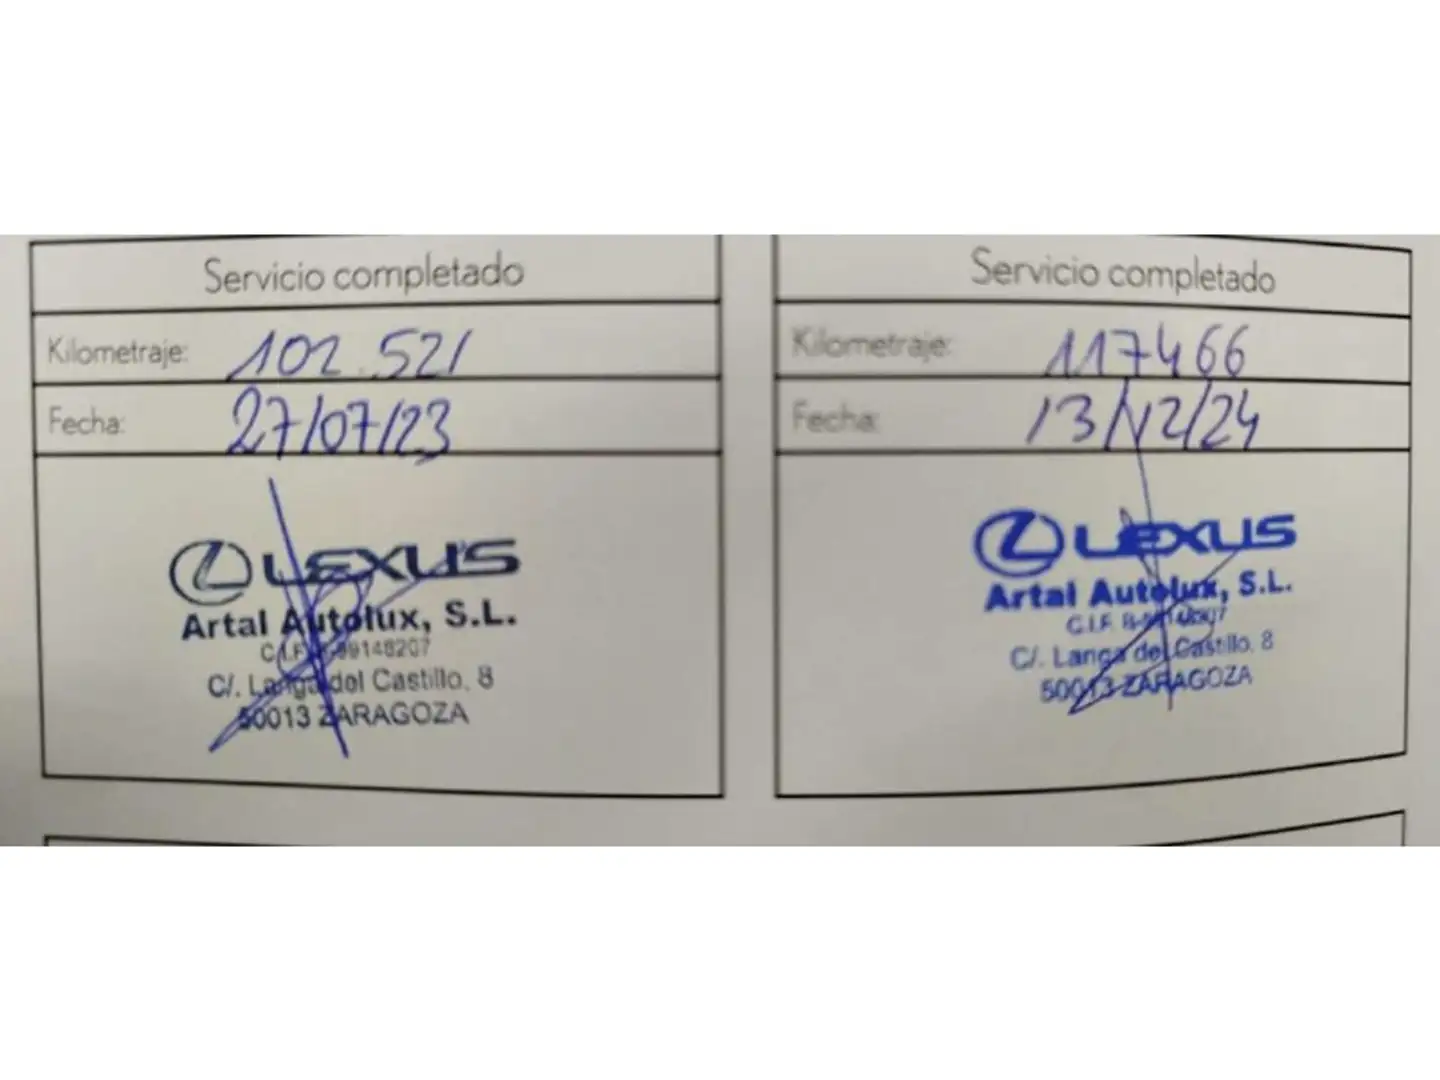 Servicio completado
Kilometraje: 102.521
Fecha: 27/07/23
LEXUS
Artal Autolux, S.L.
C.I.F. B-99148207
C/. Langa del Castillo, 8
50013 ZARAGOZA
Servicio completado
Kilometraje: 117466
Fecha: 13/12/24
LEXUS
Artal Autolux, S.L.
C.I.F.
C/. Langa del Castillo. 8
50013 ZARAGOZA